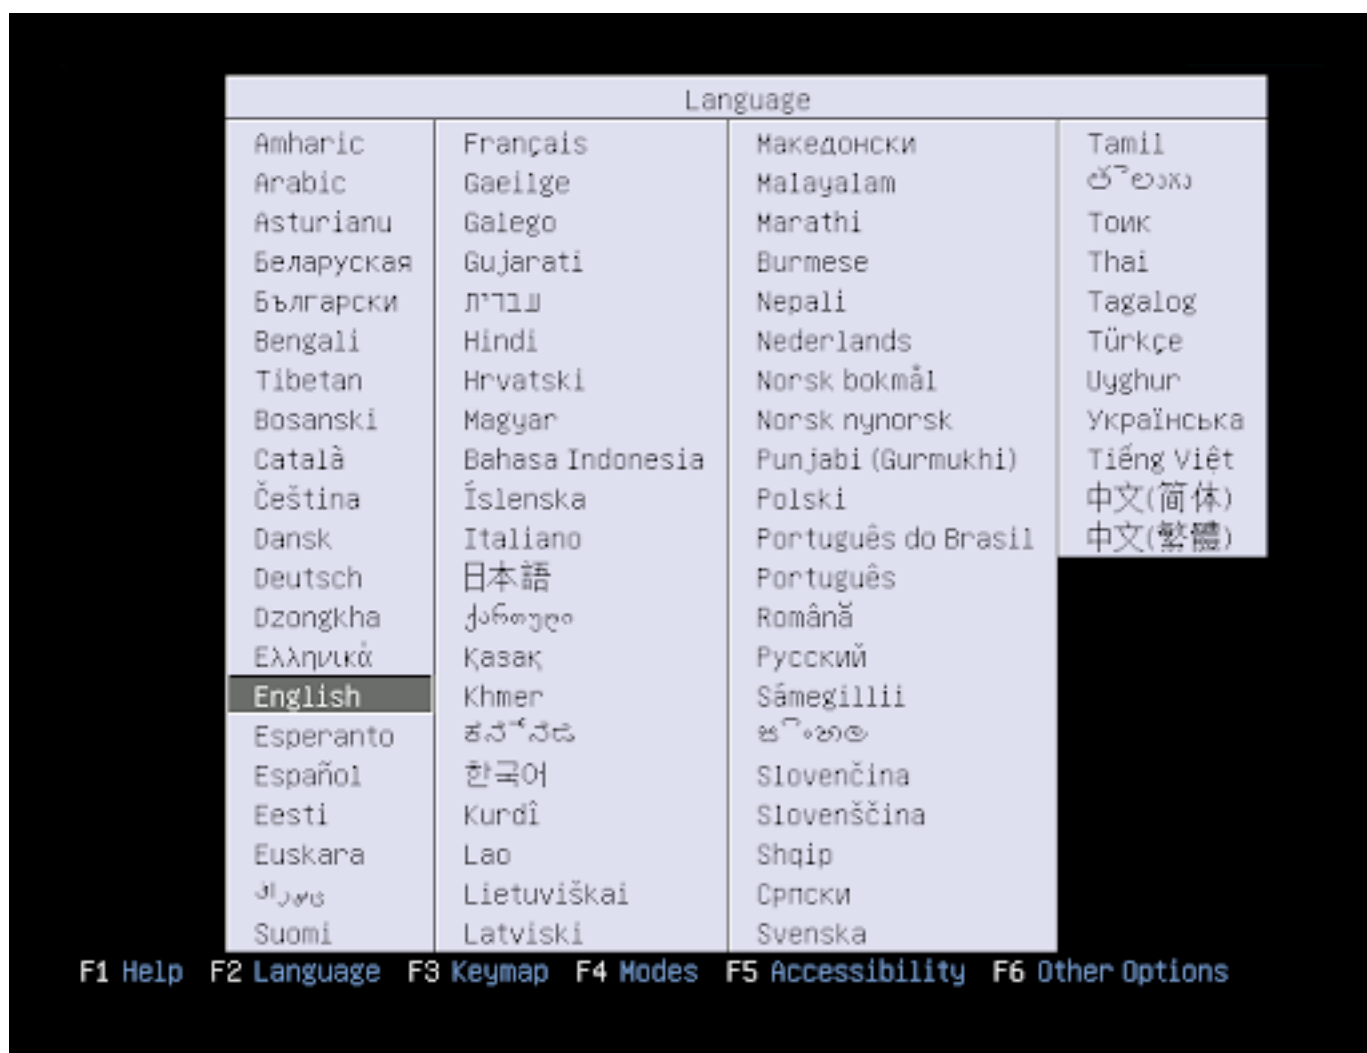 Language
Amharic
Arabic
Asturianu
Беларуская
Български
Bengali
Tibetan
Bosanski
Català
Čeština
Dansk
Deutsch
Dzongkha
Ελληνικά
English
Esperanto
Español
Eesti
Euskara
Suomi
Français
Gaeilge
Galego
Gujarati
עברית
Hindi
Hrvatski
Magyar
Bahasa Indonesia
Íslenska
Italiano
日本語
ქართული
Қазақ
Khmer
한국어
Kurdî
Lao
Lietuviškai
Latviski
Македонски
Malayalam
Marathi
Burmese
Nepali
Nederlands
Norsk bokmål
Norsk nynorsk
Punjabi (Gurmukhi)
Polski
Português do Brasil
Português
Română
Русский
Sámegillii
Slovenčina
Slovenščina
Shqip
Српски
Svenska
Tamil
Тоик
Thai
Tagalog
Türkçe
Uyghur
Українська
Tiếng Việt
中文(简体)
中文(繁體)
F1 Help F2 Language F3 Keymap F4 Modes F5 Accessibility F6 Other Options